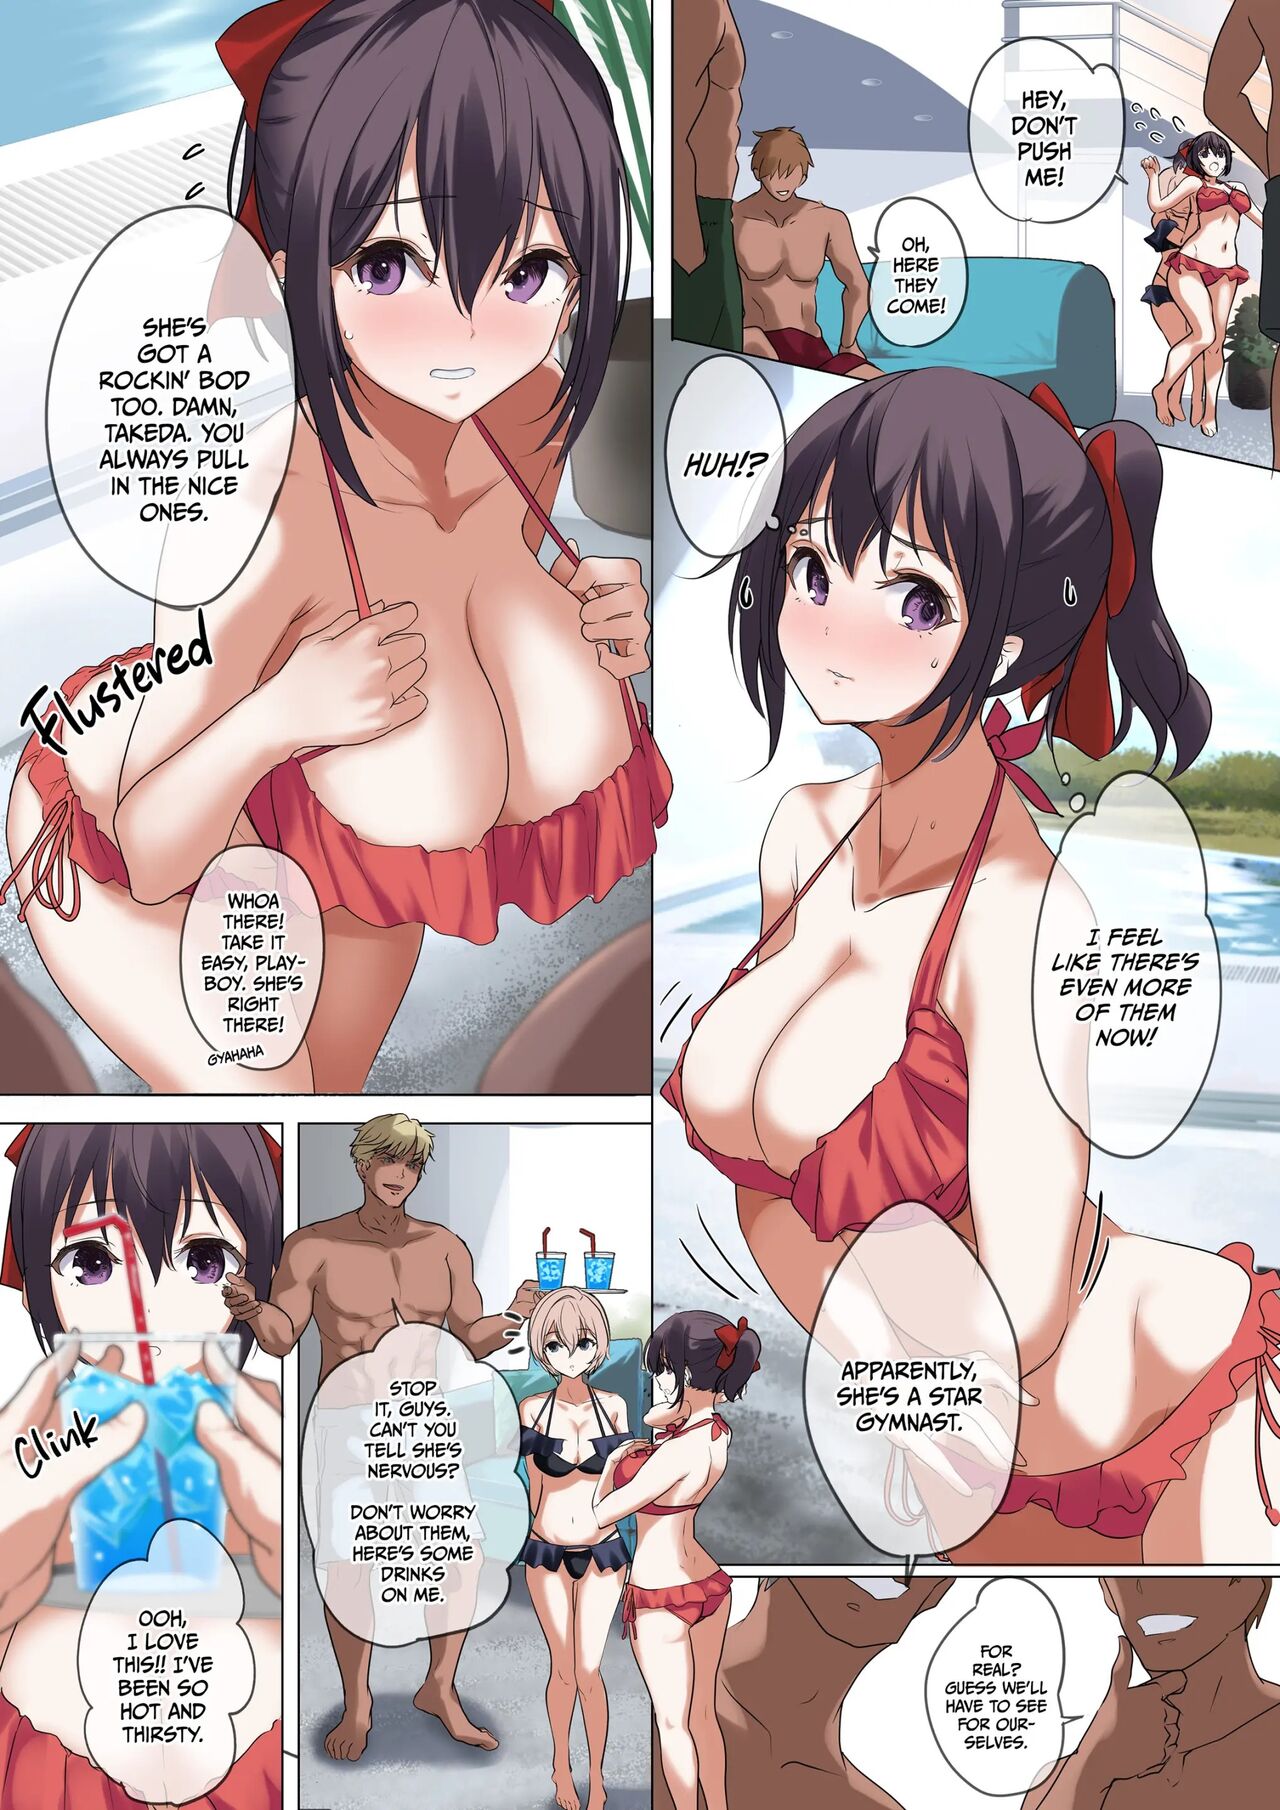 HEY,
DON'T
PUSH
ME!
OH,
HERE
THEY
COME!
HUH!?
I FEEL
LIKE THERE'S
EVEN MORE
OF THEM
NOW!
APPARENTLY,
SHE'S A STAR
GYMNAST.
FOR
REAL?
GUESS WE'LL
HAVE TO SEE
FOR OUR-
SELVES.
SHE'S
GOT A
ROCKIN' BOD
TOO. DAMN,
TAKEDA. YOU
ALWAYS PULL
IN THE NICE
ONES.
Flustered
WHOA
THERE!
TAKE IT
EASY, PLAY-
BOY. SHE'S
RIGHT
THERE!
GYAHAHA
STOP
IT, GUYS.
CAN'T YOU
TELL SHE'S
NERVOUS?
DON'T WORRY
ABOUT THEM,
HERE'S SOME
DRINKS
ON ME.
Clink
OOH,
I LOVE
THIS!! I'VE
BEEN SO
HOT AND
THIRSTY.